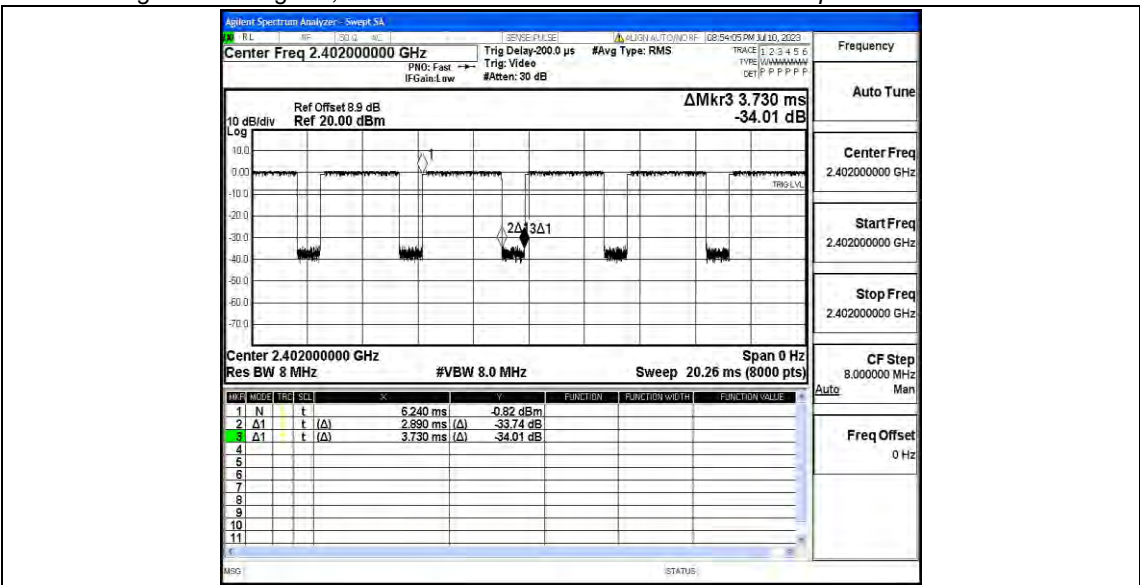 Agilent Spectrum Analyzer - Swept SA
RL RF 50 Ω AC SENSE:PULSE ALIGN AUTO/NO RF 08:54:05 PM Jul 10, 2023
Center Freq 2.402000000 GHz Trig Delay-200.0 µs #Avg Type: RMS TRACE 1 2 3 4 5 6 Frequency
PNO: Fast Trig: Video TYPE
IFGain:Low #Atten: 30 dB DET P P P P P P
Auto Tune
Ref Offset 8.9 dB ΔMkr3 3.730 ms
10 dB/div Ref 20.00 dBm -34.01 dB
Log
10.0
0.00
-10.0
-20.0
-30.0
-40.0
-50.0
-60.0
-70.0
1
TRIG LVL
2Δ1 3Δ1
Center Freq
2.402000000 GHz
Start Freq
2.402000000 GHz
Stop Freq
2.402000000 GHz
Center 2.402000000 GHz Span 0 Hz
Res BW 8 MHz #VBW 8.0 MHz Sweep 20.26 ms (8000 pts)
CF Step
8.000000 MHz
Auto Man
MKR MODE TRC SCL X Y FUNCTION FUNCTION WIDTH FUNCTION VALUE
1 N t 6.240 ms -0.82 dBm
2 Δ1 t (Δ) 2.890 ms (Δ) -33.74 dB
3 Δ1 t (Δ) 3.730 ms (Δ) -34.01 dB
4
5
6
7
8
9
10
11
Freq Offset
0 Hz
MSG STATUS